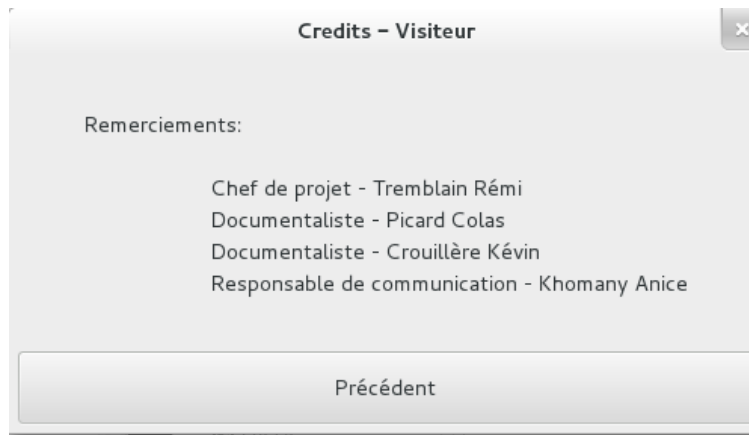 Credits – Visiteur
Remerciements:
Chef de projet - Tremblain Rémi
Documentaliste - Picard Colas
Documentaliste - Crouillère Kévin
Responsable de communication - Khomany Anice
Précédent